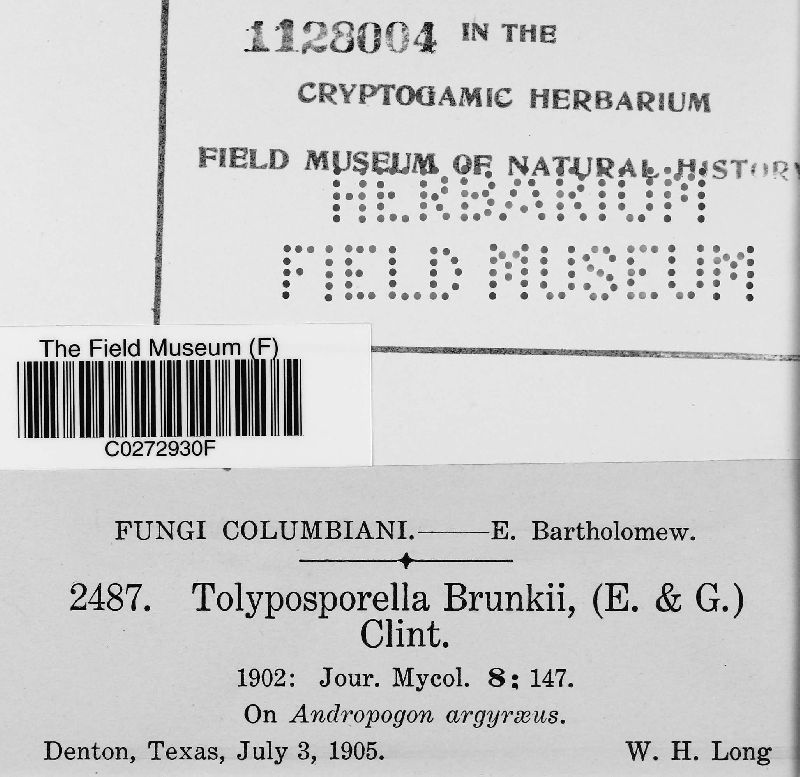 1128004 IN THE
CRYPTOGAMIC HERBARIUM
FIELD MUSEUM OF NATURAL HISTORY
HERBARIUM
FIELD MUSEUM
The Field Museum (F)
C0272930F
FUNGI COLUMBIANI.——E. Bartholomew.
2487. Tolyposporella Brunkii, (E. & G.)
Clint.
1902: Jour. Mycol. 8: 147.
On Andropogon argyræus.
Denton, Texas, July 3, 1905. W. H. Long